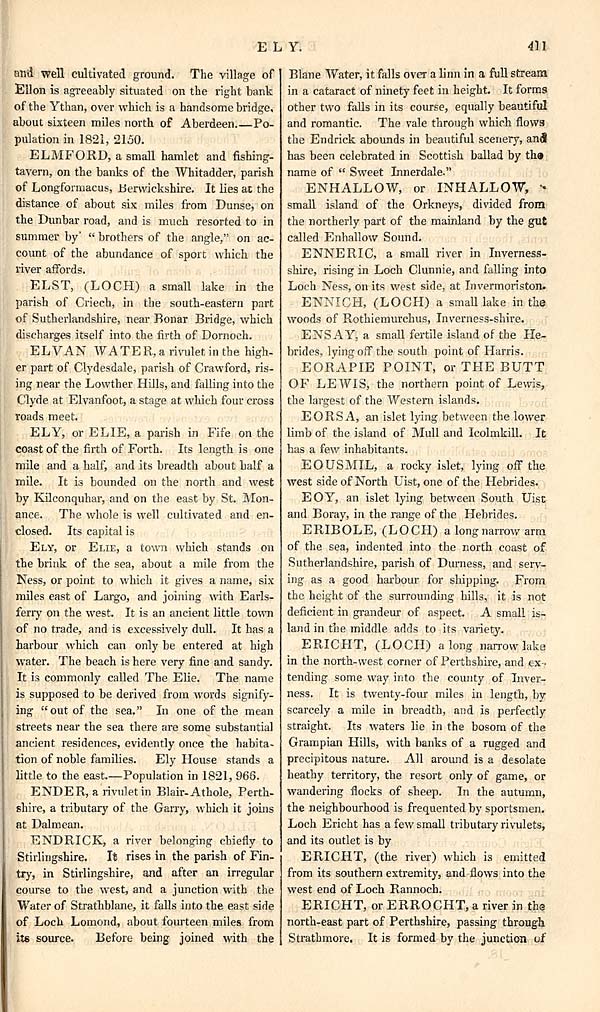 ELY.
411
and well cultivated ground. The village of
Ellon is agreeably situated on the right bank
of the Ythan, over which is a handsome bridge,
about sixteen miles north of Aberdeen.—Po-
pulation in 1821, 2150.
ELMFORD, a small hamlet and fishing-
tavern, on the banks of the Whitadder, parish
of Longformacus, Berwickshire. It lies at the
distance of about six miles from Dunse, on
the Dunbar road, and is much resorted to in
summer by "brothers of the angle," on ac-
count of the abundance of sport which the
river affords.
ELST, (LOCH) a small lake in the
parish of Criech, in the south-eastern part
of Sutherlandshire, near Bonar Bridge, which
discharges itself into the firth of Dornoch.
ELVAN WATER, a rivulet in the high-
er part of Clydesdale, parish of Crawford, ris-
ing near the Lowther Hills, and falling into the
Clyde at Elvanfoot, a stage at which four cross
roads meet.
ELY, or ELIE, a parish in Fife on the
coast of the firth of Forth. Its length is one
mile and a half, and its breadth about half a
mile. It is bounded on the north and west
by Kilconquhar, and on the east by St. Mon-
ance. The whole is well cultivated and en-
closed. Its capital is
ELY, or ELIE, a town which stands on
the brink of the sea, about a mile from the
Ness, or point to which it gives a name, six
miles east of Largo, and joining with Earls-
ferry on the west. It is an ancient little town
of no trade, and is excessively dull. It has a
harbour which can only be entered at high
water. The beach is here very fine and sandy.
It is commonly called The Elie. The name
is supposed to be derived from words signify-
ing "out of the sea." In one of the mean
streets near the sea there are some substantial
ancient residences, evidently once the habita-
tion of noble families. Ely House stands a
little to the east.—Population in 1821, 966.
ENDER, a rivulet in Blair-Athole, Perth-
shire, a tributary of the Garry, which it joins
at Dalmean.
ENDRICK, a river belonging chiefly to
Stirlingshire. It rises in the parish of Fin-
try, in Stirlingshire, and after an irregular
course to the west, and a junction with the
Water of Strathblane, it falls into the east side
of Loch Lomond, about fourteen miles from
its source. Before being joined with the
Blane Water, it falls over a linn in a full stream
in a cataract of ninety feet in height. It forms
other two falls in its course, equally beautiful
and romantic. The vale through which flows
the Endrick abounds in beautiful scenery, and
has been celebrated in Scottish ballad by the
name of "Sweet Innerdale."
ENHALLOW, or INHALLOW,
small island of the Orkneys, divided from
the northerly part of the mainland by the gut
called Enhallow Sound.
ENNERIC, a small river in Inverness-
shire, rising in Loch Clunnie, and falling into
Loch Ness, on its west side, at Invermoriston.
ENNICH, (LOCH) a small lake in the
woods of Rothiemurchus, Inverness-shire.
ENSAY, a small fertile island of the He-
brides, lying off the south point of Harris.
EORAPIE POINT, or THE BUTT
OF LEWIS, the northern point of Lewis,
the largest of the Western islands.
EORSA, an islet lying between the lower
limb of the island of Mull and Icolmkill. It
has a few inhabitants.
EOUSMIL, a rocky islet, lying off the
west side of North Uist, one of the Hebrides.
EOY, an islet lying between South Uist
and Boray, in the range of the Hebrides.
ERIBOLE, (LOCH) a long narrow arm
of the sea, indented into the north coast of
Sutherlandshire, parish of Durness, and serv-
ing as a good harbour for shipping. From
the height of the surrounding hills, it is not
deficient in grandeur of aspect. A small is-
land in the middle adds to its variety.
ERICHT, (LOCH) a long narrow lake
in the north-west corner of Perthshire, and ex-
tending some way into the county of Inver-
ness. It is twenty-four miles in length, by
scarcely a mile in breadth, and is perfectly
straight. Its waters lie in the bosom of the
Grampian Hills, with banks of a rugged and
precipitous nature. All around is a desolate
heathy territory, the resort only of game, or
wandering flocks of sheep. In the autumn,
the neighbourhood is frequented by sportsmen.
Loch Ericht has a few small tributary rivulets,
and its outlet is by
ERICHT, (the river) which is emitted
from its southern extremity, and flows into the
west end of Loch Rannoch.
ERICHT, or ERROCHT, a river in the
north-east part of Perthshire, passing through
Strathmore. It is formed by the junction of